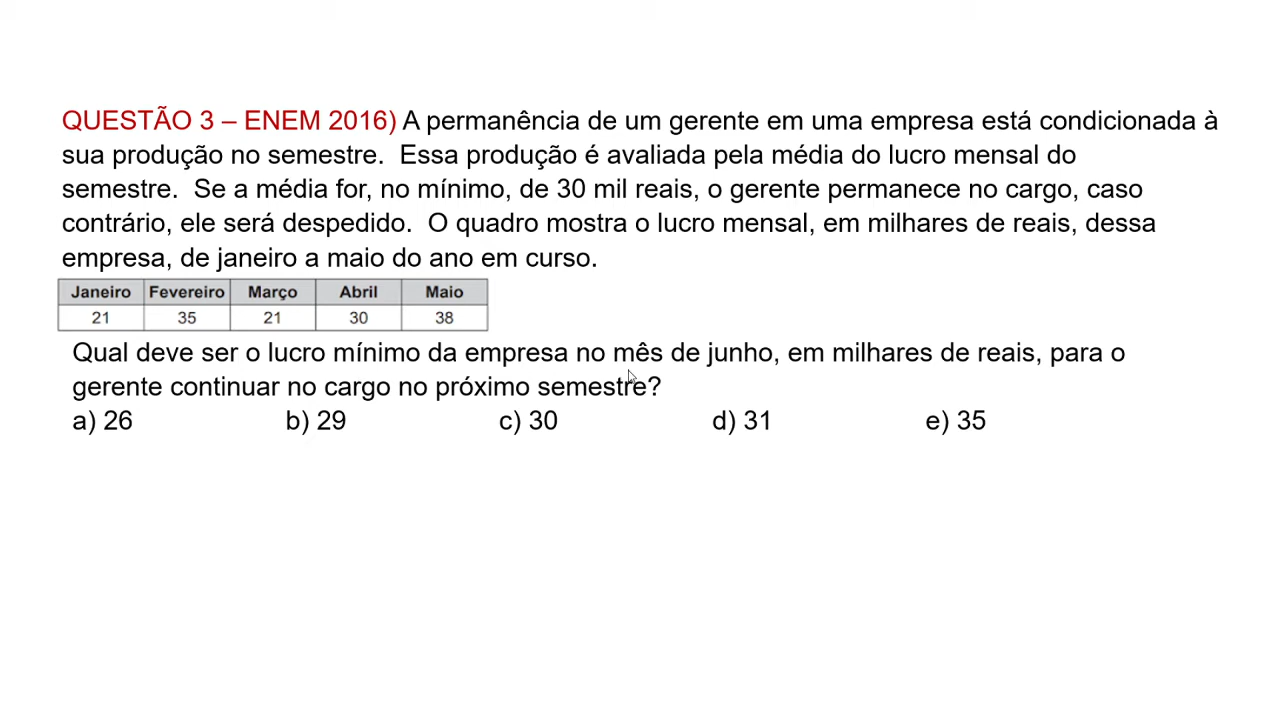 QUESTÃO 3 – ENEM 2016) A permanência de um gerente em uma empresa está condicionada à
sua produção no semestre.  Essa produção é avaliada pela média do lucro mensal do
semestre.  Se a média for, no mínimo, de 30 mil reais, o gerente permanece no cargo, caso
contrário, ele será despedido.  O quadro mostra o lucro mensal, em milhares de reais, dessa
empresa, de janeiro a maio do ano em curso.
Janeiro Fevereiro Março Abril Maio
21 35 21 30 38
Qual deve ser o lucro mínimo da empresa no mês de junho, em milhares de reais, para o
gerente continuar no cargo no próximo semestre?
a) 26 b) 29 c) 30 d) 31 e) 35